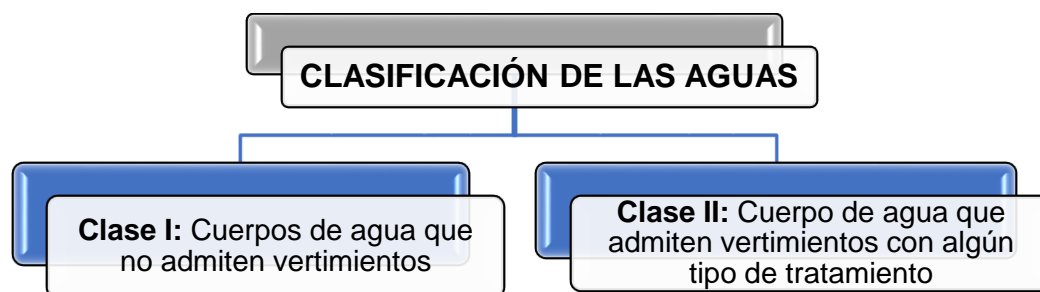 CLASIFICACIÓN DE LAS AGUAS
Clase I: Cuerpos de agua que
no admiten vertimientos
Clase II: Cuerpo de agua que
admiten vertimientos con algún
tipo de tratamiento